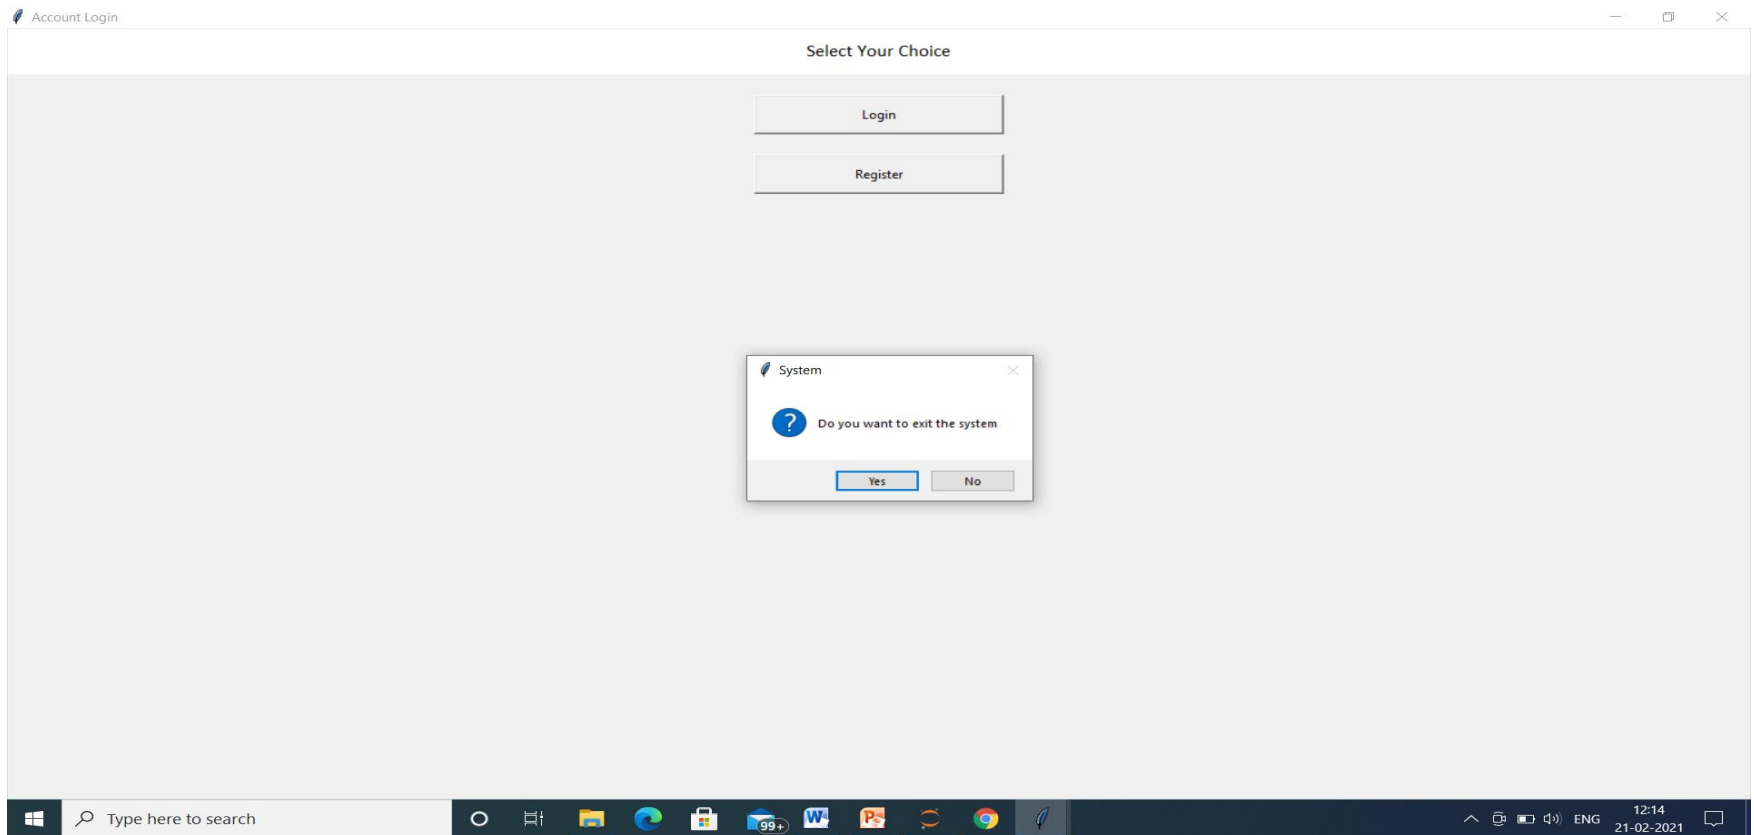 Account Login
Select Your Choice
Login
Register
System
Do you want to exit the system
Yes No
Type here to search
99+
ENG
12:14
21-02-2021